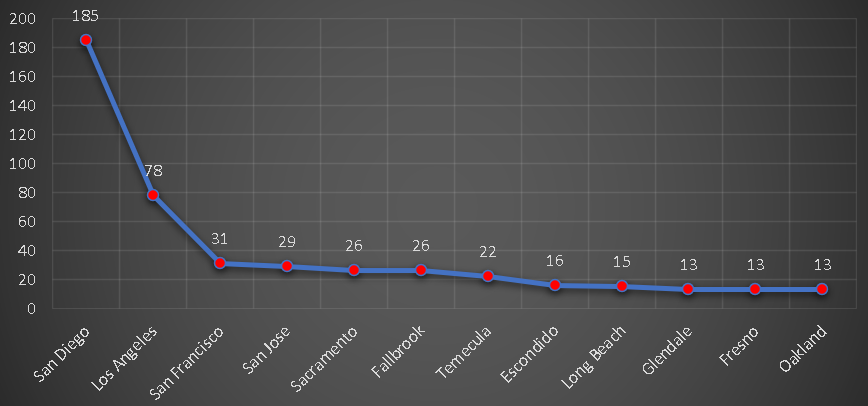 200
180
160
140
120
100
80
60
40
20
0
185
78
31
29
26
26
22
16
15
13
13
13
San Diego
Los Angeles
San Francisco
San Jose
Sacramento
Fallbrook
Temecula
Escondido
Long Beach
Glendale
Fresno
Oakland